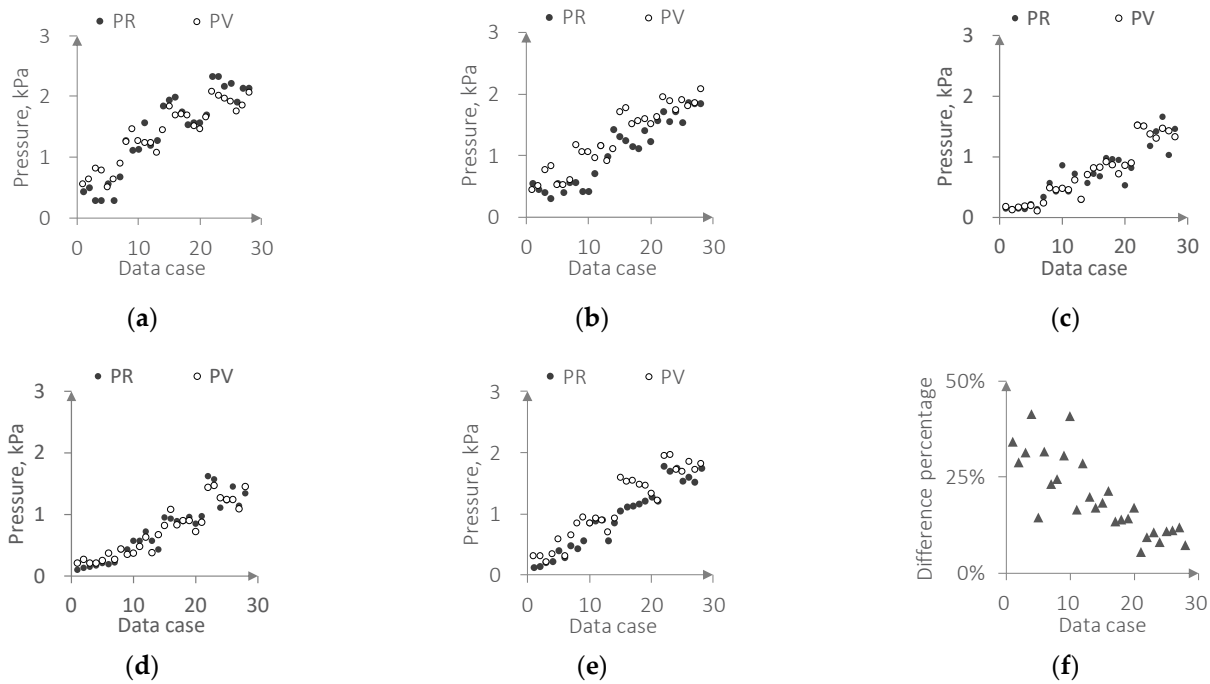 PR PV
3
2
1
0
Pressure, kPa
0 10 20 30
Data case
(a)
PR PV
3
2
1
0
Pressure, kPa
0 10 20 30
Data case
(b)
PR PV
3
2
1
0
Pressure, kPa
0 10 20 30
Data case
(c)
PR PV
3
2
1
0
Pressure, kPa
0 10 20 30
Data case
(d)
PR PV
3
2
1
0
Pressure, kPa
0 10 20 30
Data case
(e)
50%
25%
0%
Difference percentage
0 10 20 30
Data case
(f)